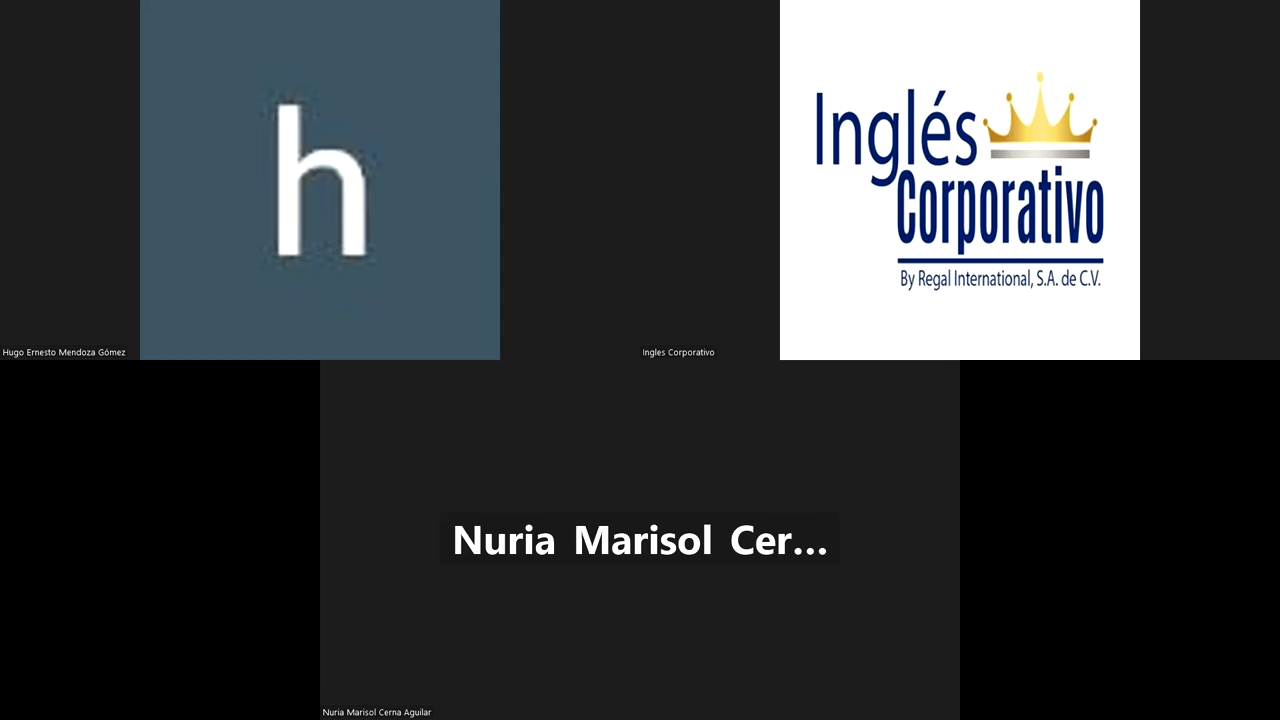 h
Hugo Ernesto Mendoza Gómez
Inglés
Corporativo
By Regal International, S.A. de C.V.
Ingles Corporativo
Nuria Marisol Cer...
Nuria Marisol Cerna Aguilar